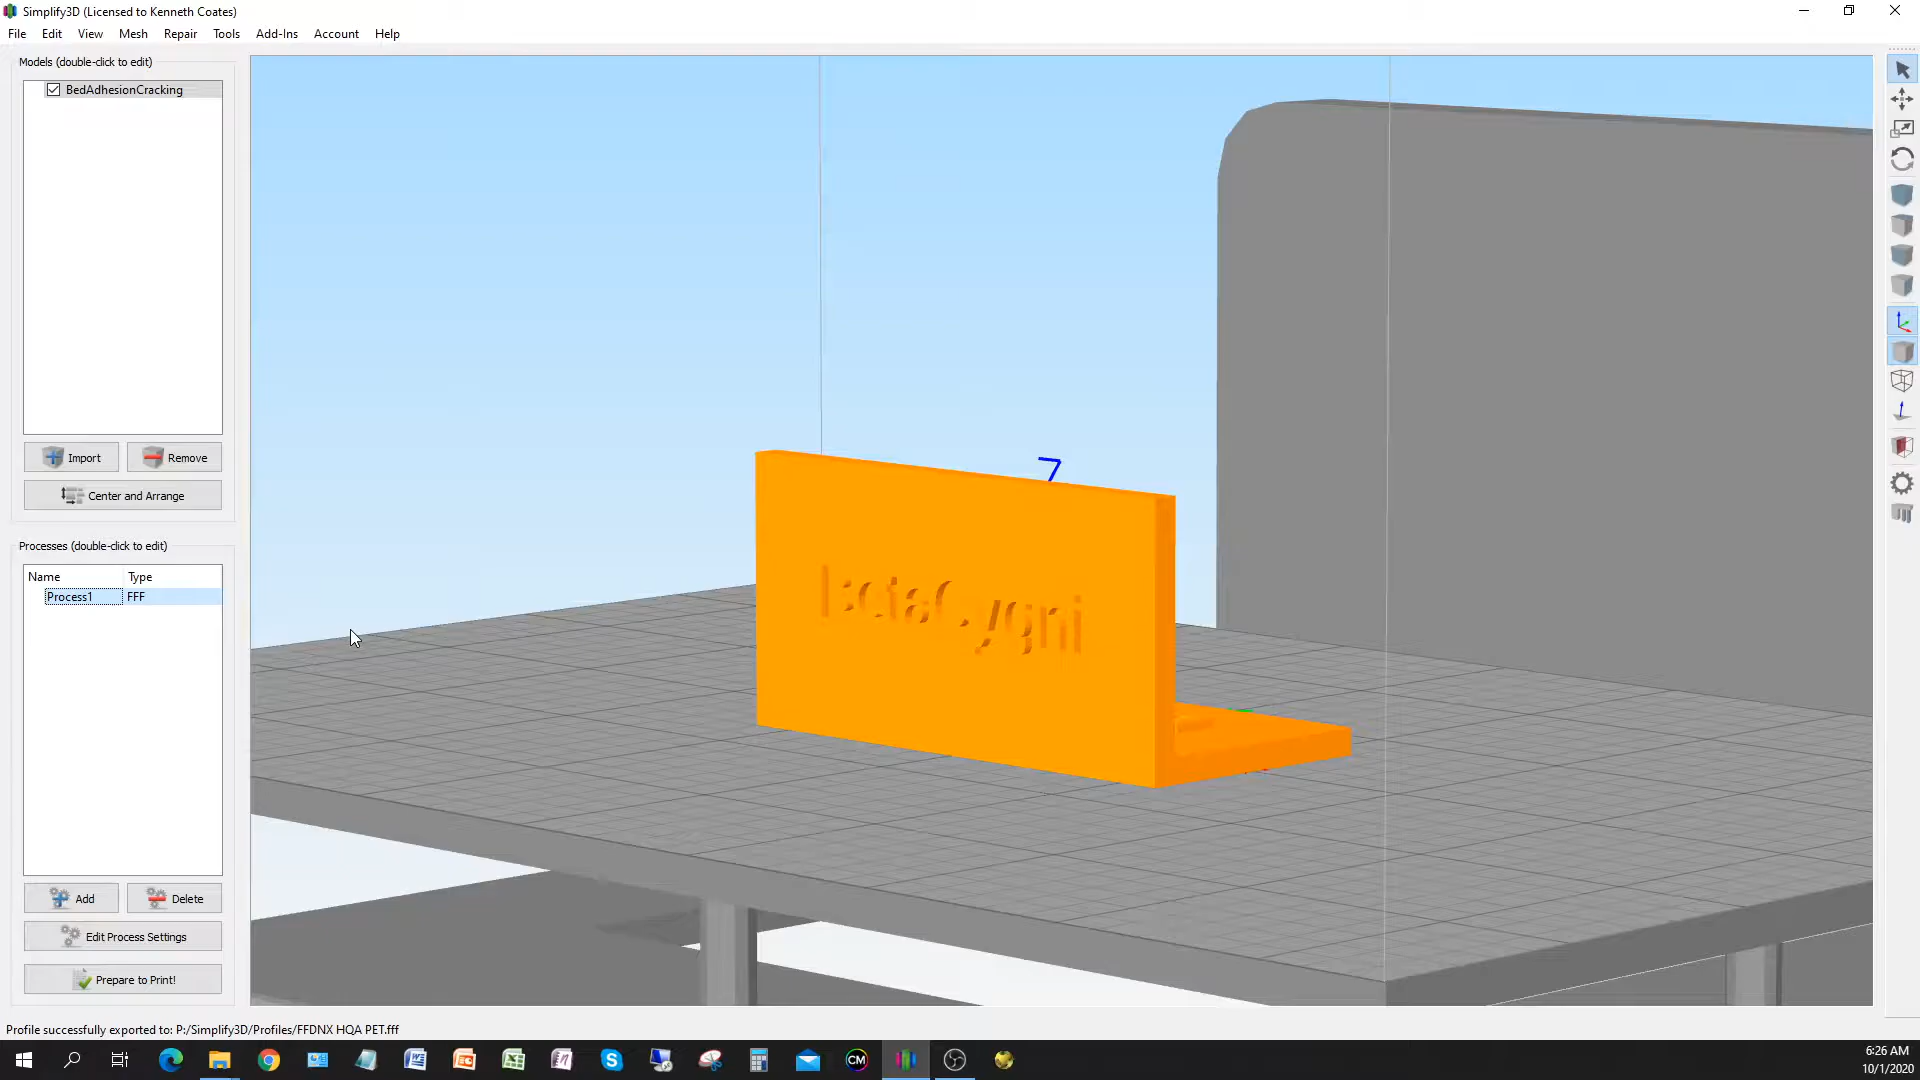 Simplify3D (Licensed to Kenneth Coates)
File Edit View Mesh Repair Tools Add-Ins Account Help
Models (double-click to edit)
BedAdhesionCracking
Import Remove
Center and Arrange
Processes (double-click to edit)
Name Type
Process1 FFF
Add Delete
Edit Process Settings
Prepare to Print!
Z
BetaCygni
Profile successfully exported to: P:/Simplify3D/Profiles/FFDNX HQA PET.fff
CM
6:26 AM
10/1/2020